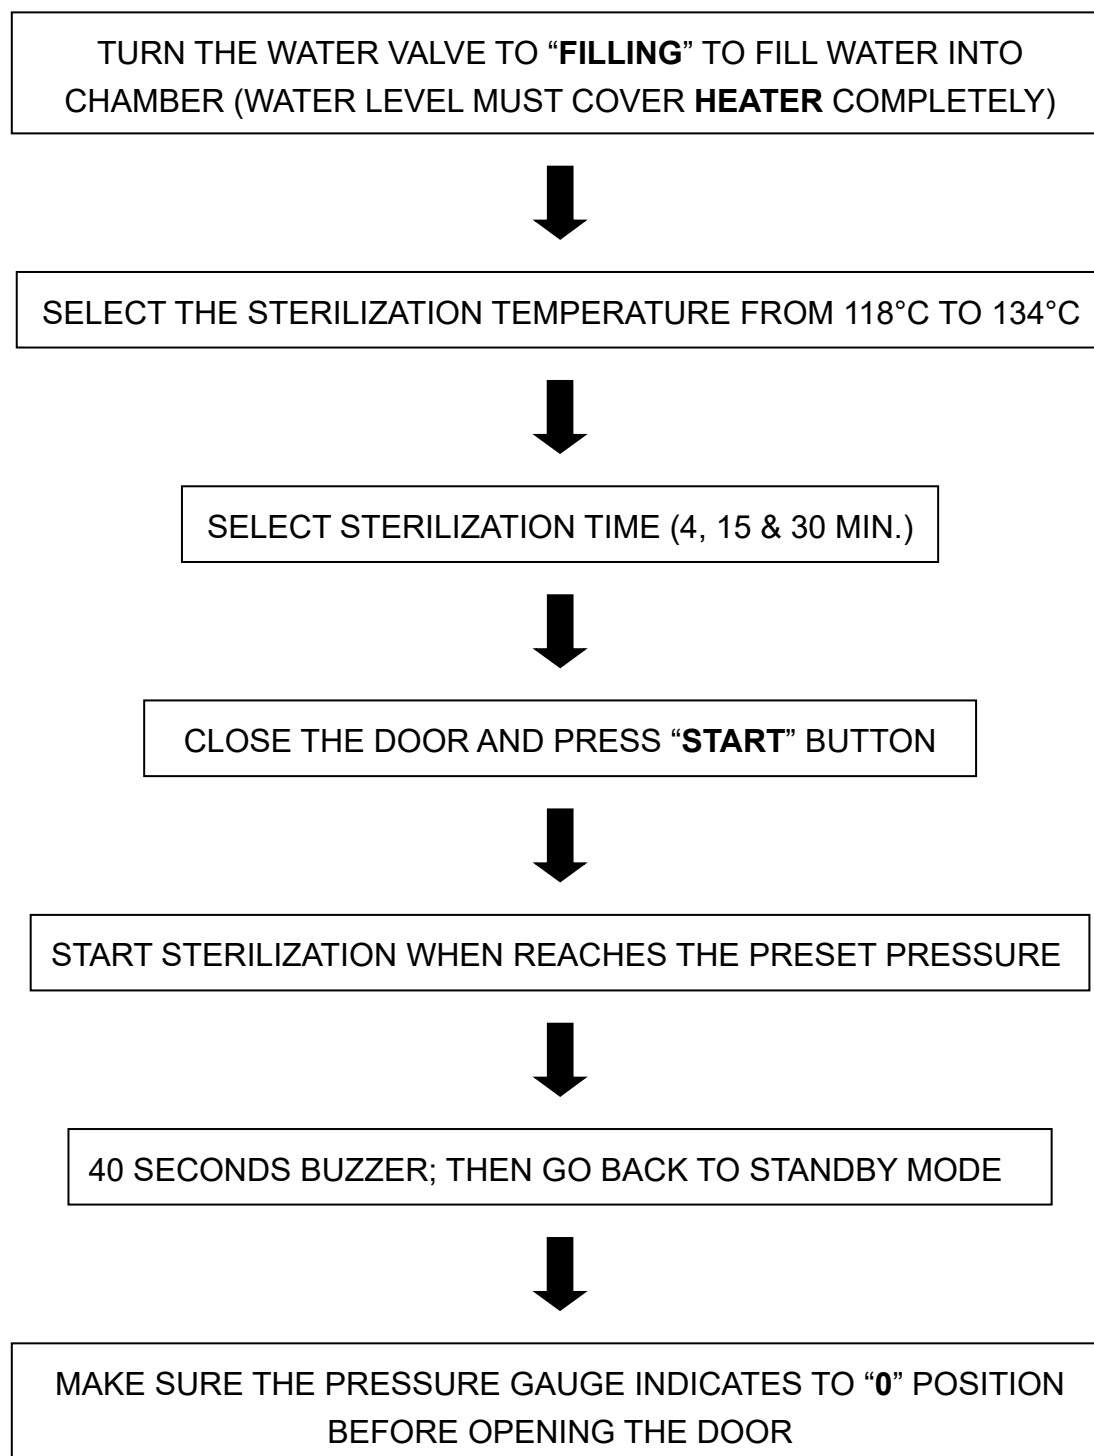 TURN THE WATER VALVE TO “FILLING” TO FILL WATER INTO
CHAMBER (WATER LEVEL MUST COVER HEATER COMPLETELY)
SELECT THE STERILIZATION TEMPERATURE FROM 118°C TO 134°C
SELECT STERILIZATION TIME (4, 15 & 30 MIN.)
CLOSE THE DOOR AND PRESS “START” BUTTON
START STERILIZATION WHEN REACHES THE PRESET PRESSURE
40 SECONDS BUZZER; THEN GO BACK TO STANDBY MODE
MAKE SURE THE PRESSURE GAUGE INDICATES TO “0” POSITION
BEFORE OPENING THE DOOR